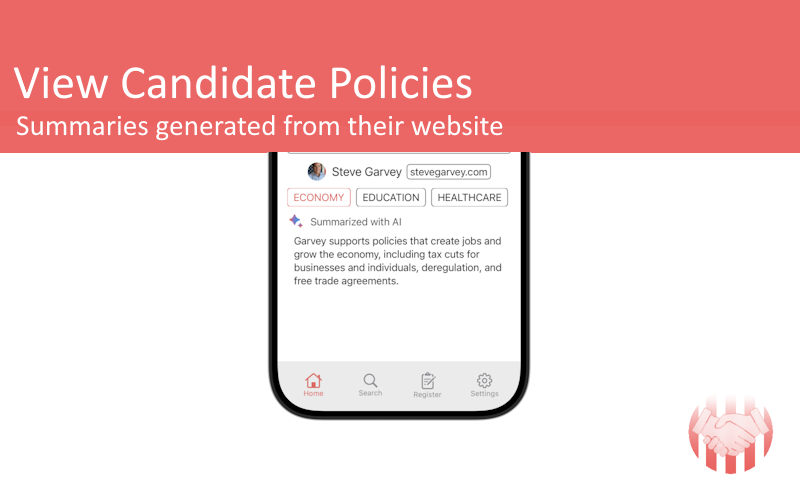 View Candidate Policies
Summaries generated from their website
Steve Garvey stevegarvey.com
ECONOMY EDUCATION HEALTHCARE
Summarized with AI
Garvey supports policies that create jobs and
grow the economy, including tax cuts for
businesses and individuals, deregulation, and
free trade agreements.
Home Search Register Settings